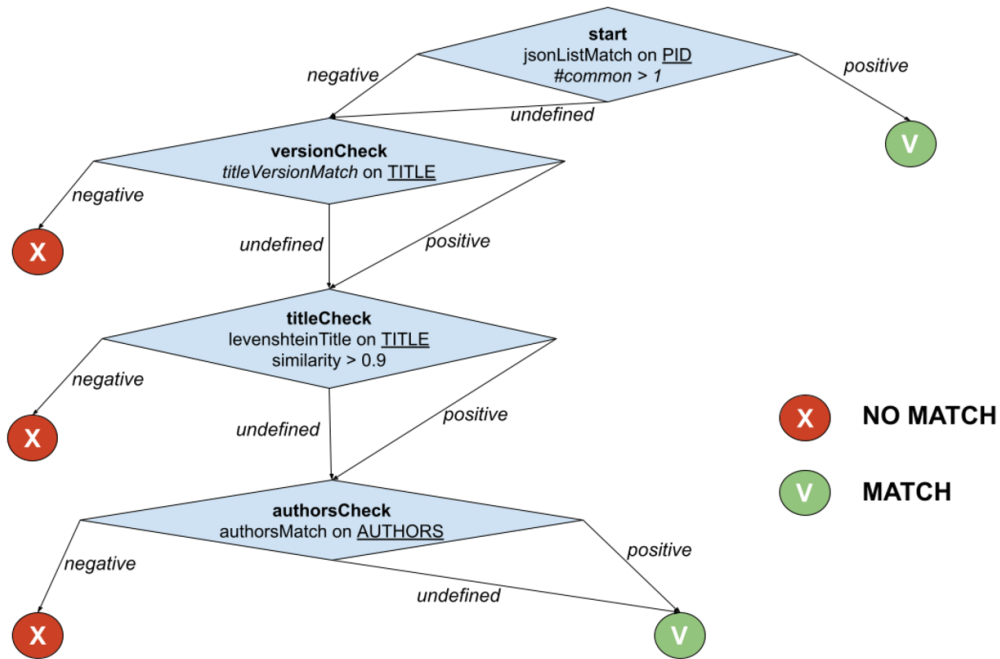 start
jsonListMatch on PID
#common > 1
negative
positive
undefined
V
versionCheck
titleVersionMatch on TITLE
negative
X
undefined
positive
titleCheck
levenshteinTitle on TITLE
similarity > 0.9
negative
X
undefined
positive
X NO MATCH
V MATCH
authorsCheck
authorsMatch on AUTHORS
negative
positive
undefined
X
V